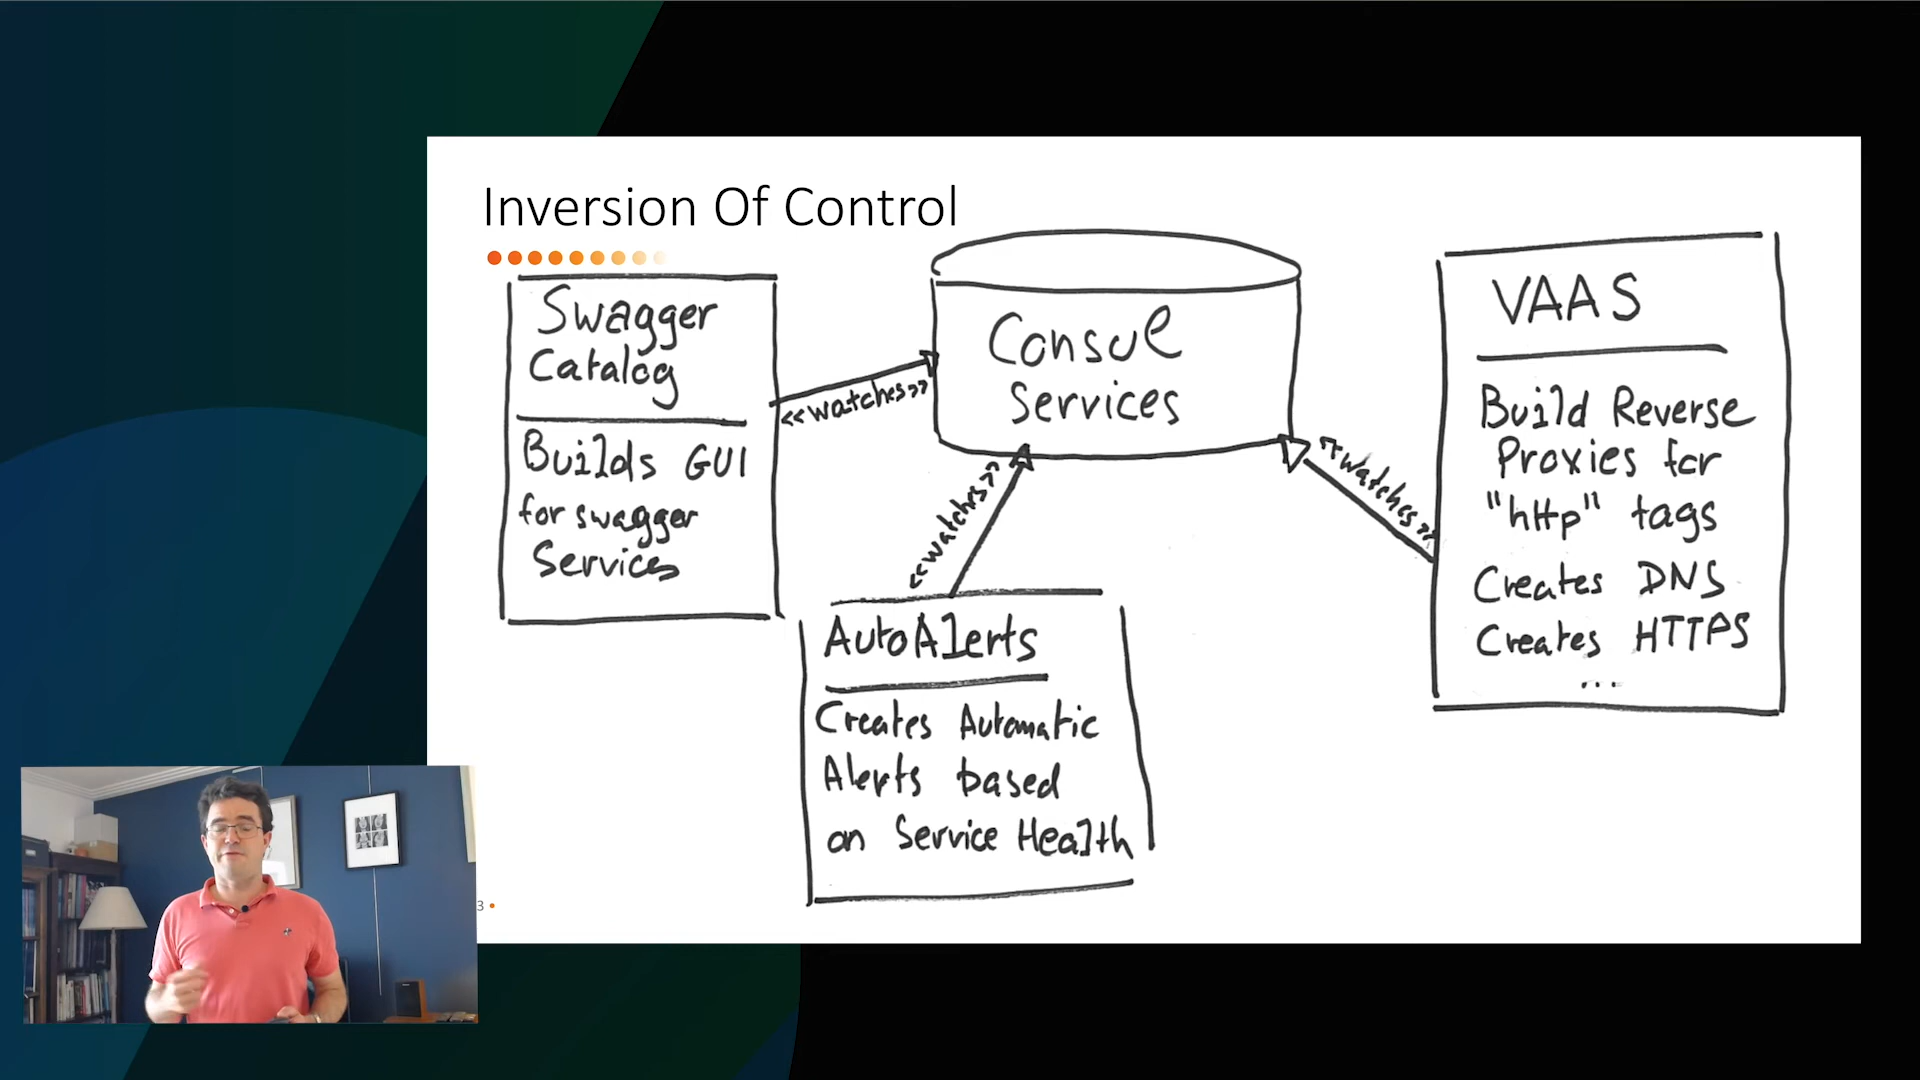 Inversion Of Control
Swagger
Catalog
Builds GUI
for swagger
Services
<<watches>>
Consul
Services
<<watches>>
<<watches>>
AutoAlerts
Creates Automatic
Alerts based
on Service Health
VAAS
Build Reverse
Proxies for
"http" tags
Creates DNS
Creates HTTPS
...
3